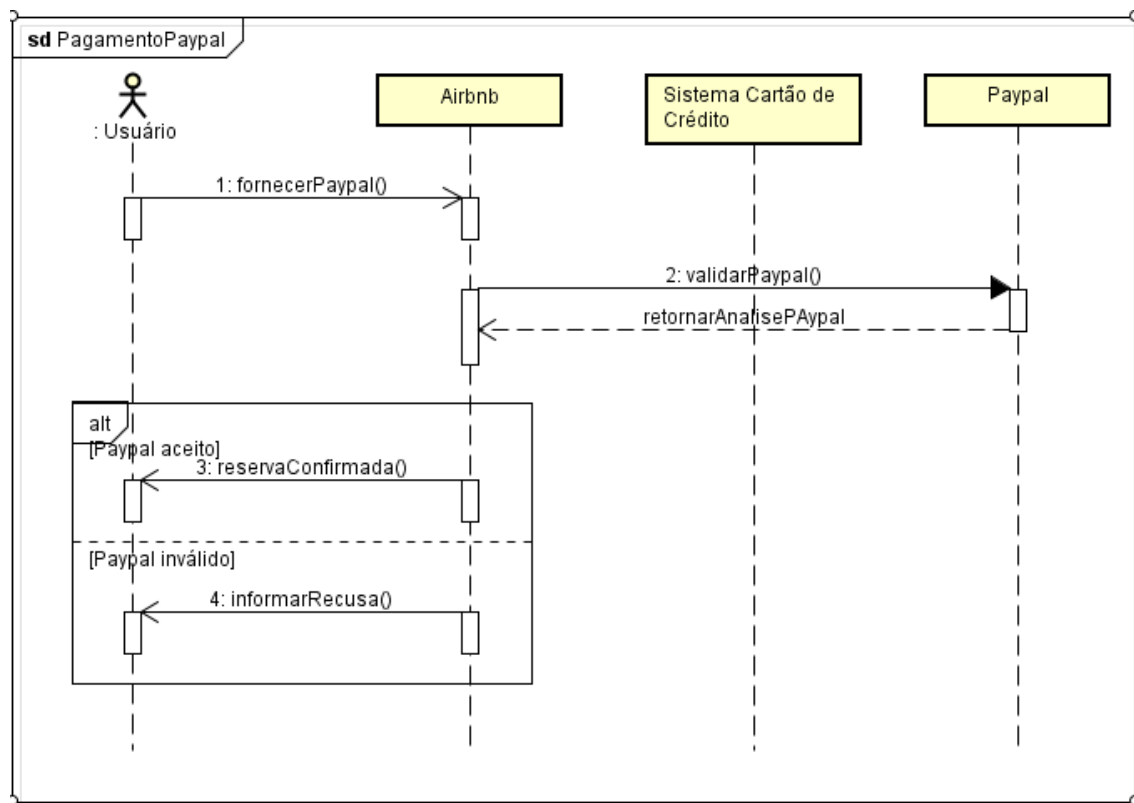 sd PagamentoPaypal
: Usuário
Airbnb
Sistema Cartão de
Crédito
Paypal
1: fornecerPaypal()
2: validarPaypal()
retornarAnalisePAypal
alt
[Paypal aceito]
3: reservaConfirmada()
[Paypal inválido]
4: informarRecusa()